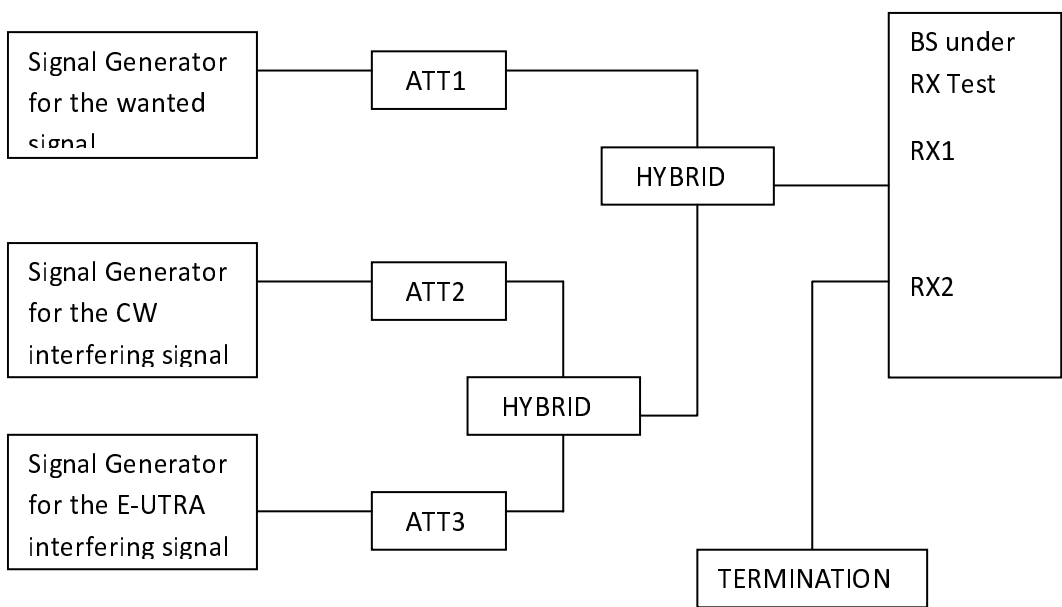 Signal Generator
for the wanted
signal
ATT1
HYBRID
BS under
RX Test
RX1
RX2
Signal Generator
for the CW
interfering signal
ATT2
HYBRID
Signal Generator
for the E-UTRA
interfering signal
ATT3
TERMINATION